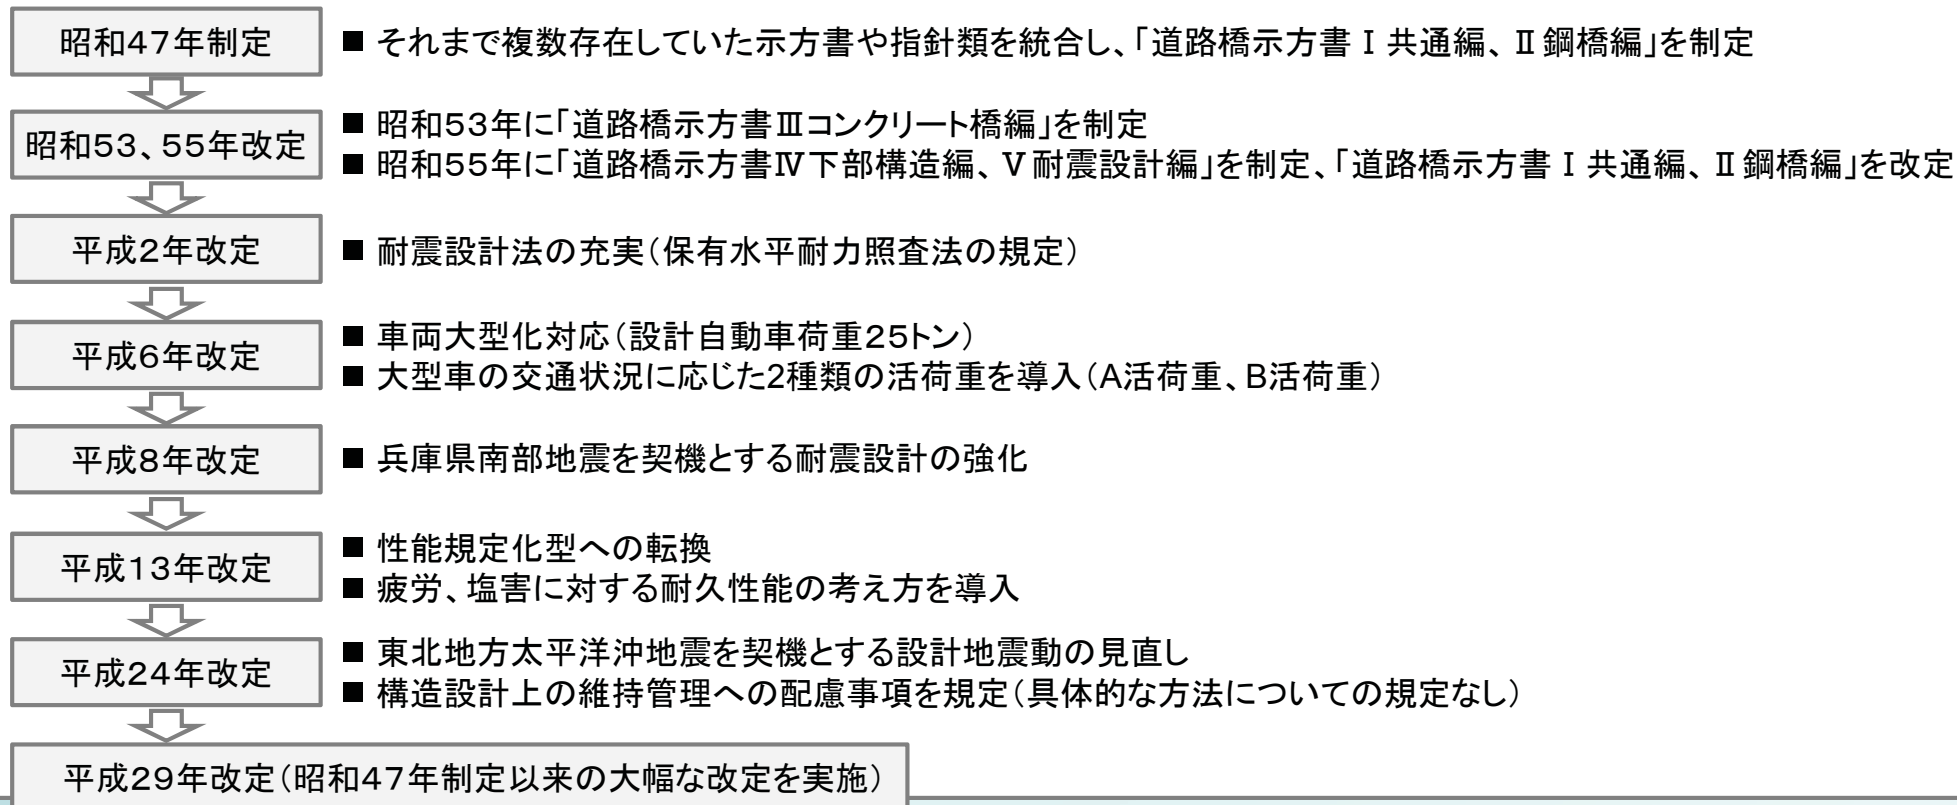 昭和47年制定
■ それまで複数存在していた示方書や指針類を統合し、「道路橋示方書Ⅰ共通編、Ⅱ鋼橋編」を制定
昭和53、55年改定
■ 昭和53年に「道路橋示方書Ⅲコンクリート橋編」を制定
■ 昭和55年に「道路橋示方書Ⅳ下部構造編、Ⅴ耐震設計編」を制定、「道路橋示方書Ⅰ共通編、Ⅱ鋼橋編」を改定
平成2年改定
■ 耐震設計法の充実（保有水平耐力照査法の規定）
平成6年改定
■ 車両大型化対応（設計自動車荷重25トン）
■ 大型車の交通状況に応じた2種類の活荷重を導入（A活荷重、B活荷重）
平成8年改定
■ 兵庫県南部地震を契機とする耐震設計の強化
平成13年改定
■ 性能規定化型への転換
■ 疲労、塩害に対する耐久性能の考え方を導入
平成24年改定
■ 東北地方太平洋沖地震を契機とする設計地震動の見直し
■ 構造設計上の維持管理への配慮事項を規定（具体的な方法についての規定なし）
平成29年改定（昭和47年制定以来の大幅な改定を実施）